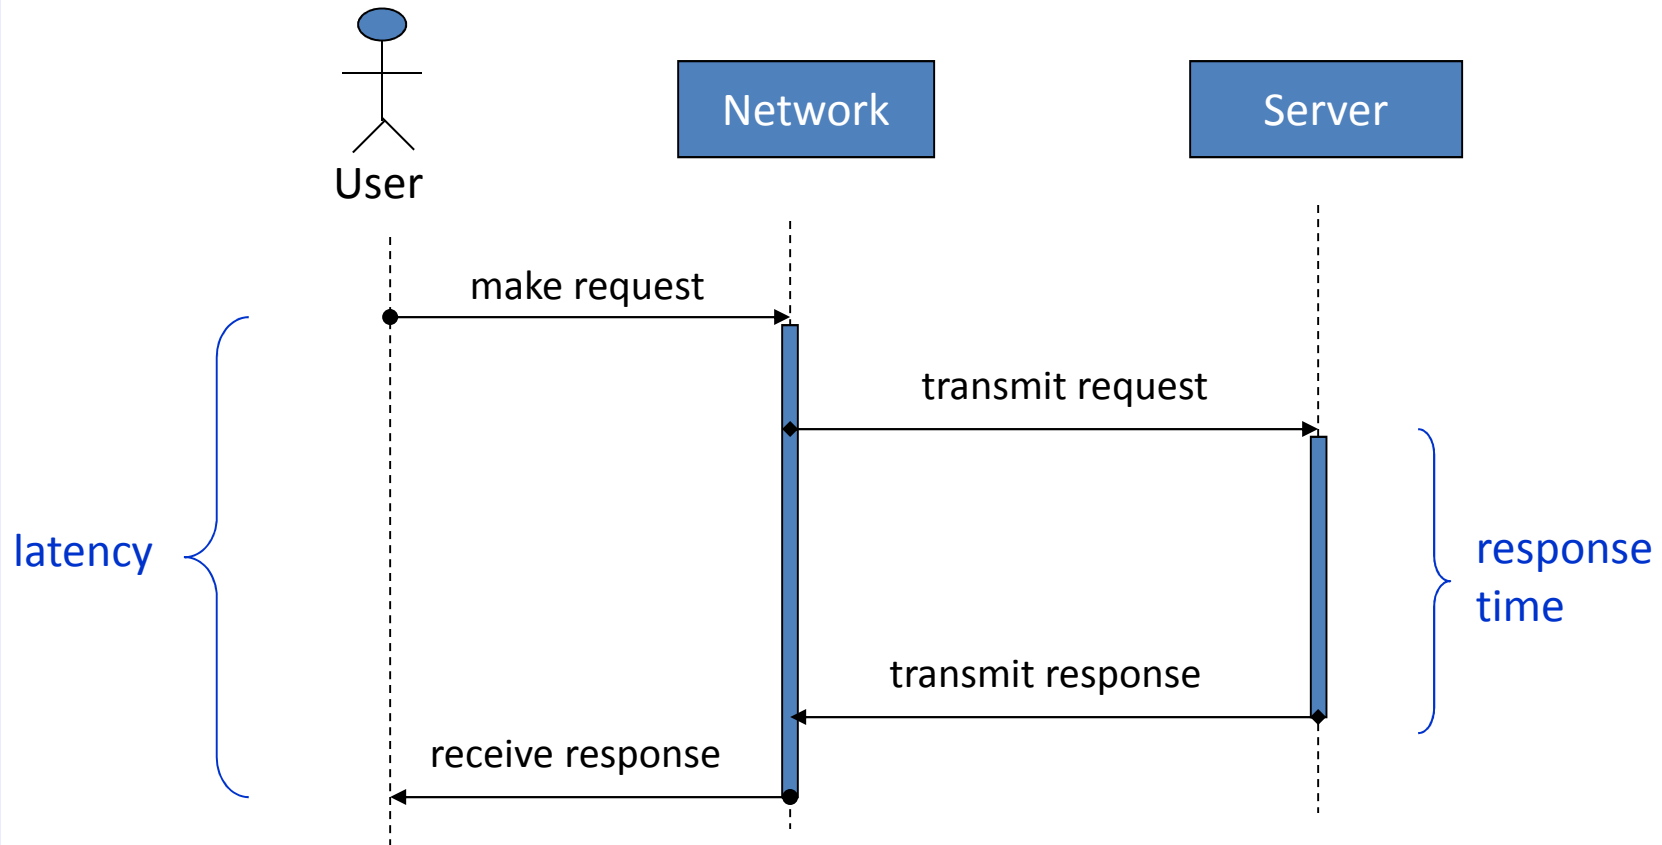 User
Network
Server
make request
transmit request
latency
response
time
transmit response
receive response